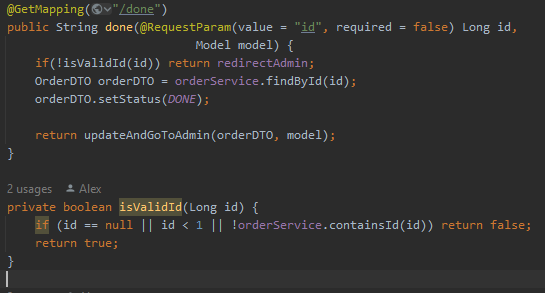 @GetMapping("/done")
public String done(@RequestParam(value = "id", required = false) Long id,
Model model) {
if(!isValidId(id)) return redirectAdmin;
OrderDTO orderDTO = orderService.findById(id);
orderDTO.setStatus(DONE);
return updateAndGoToAdmin(orderDTO, model);
}
2 usages Alex
private boolean isValidId(Long id) {
if (id == null || id < 1 || !orderService.containsId(id)) return false;
return true;
}